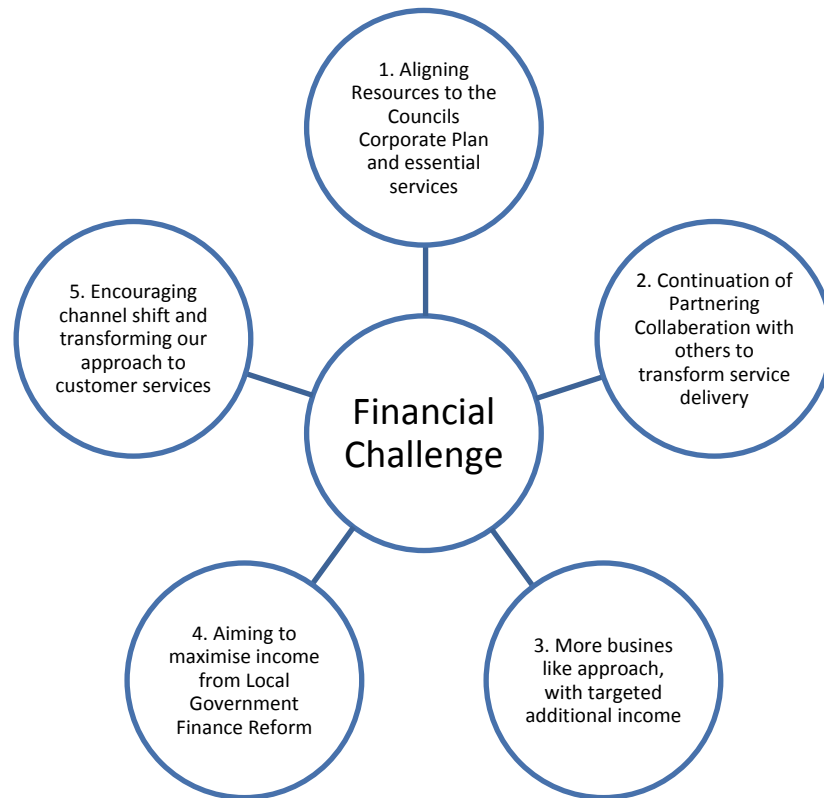 1. Aligning
Resources to the
Councils
Corporate Plan
and essential
services
2. Continuation of
Partnering
Collaberation with
others to
transform service
delivery
3. More busines
like approach,
with targeted
additional income
4. Aiming to
maximise income
from Local
Government
Finance Reform
5. Encouraging
channel shift and
transforming our
approach to
customer services
Financial
Challenge